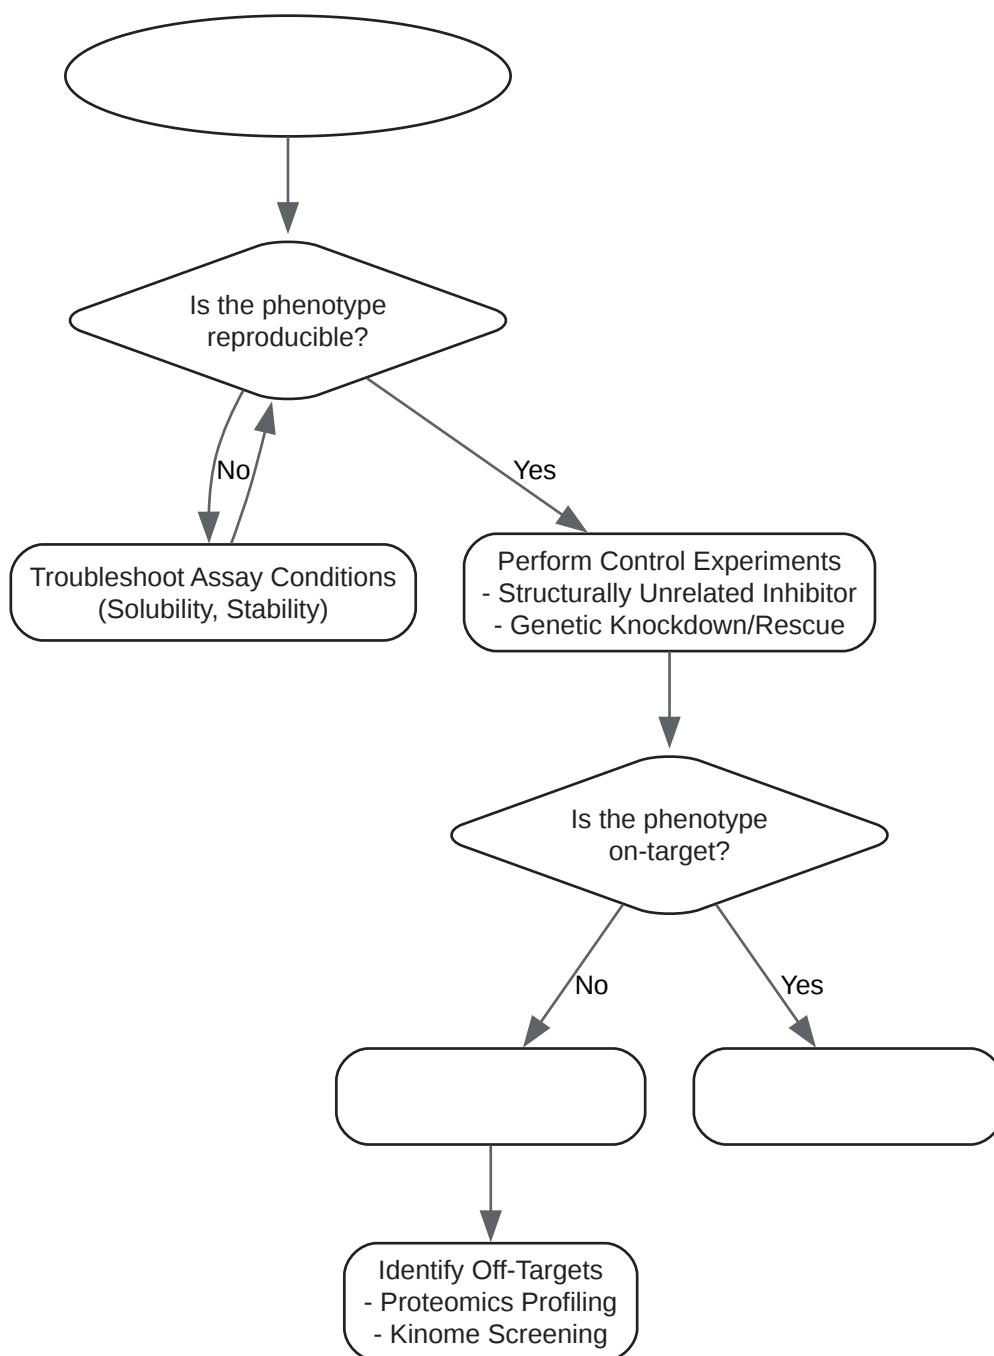 Is the phenotype
reproducible?
No
Yes
Troubleshoot Assay Conditions
(Solubility, Stability)
Perform Control Experiments
- Structurally Unrelated Inhibitor
- Genetic Knockdown/Rescue
Is the phenotype
on-target?
No
Yes
Identify Off-Targets
- Proteomics Profiling
- Kinome Screening